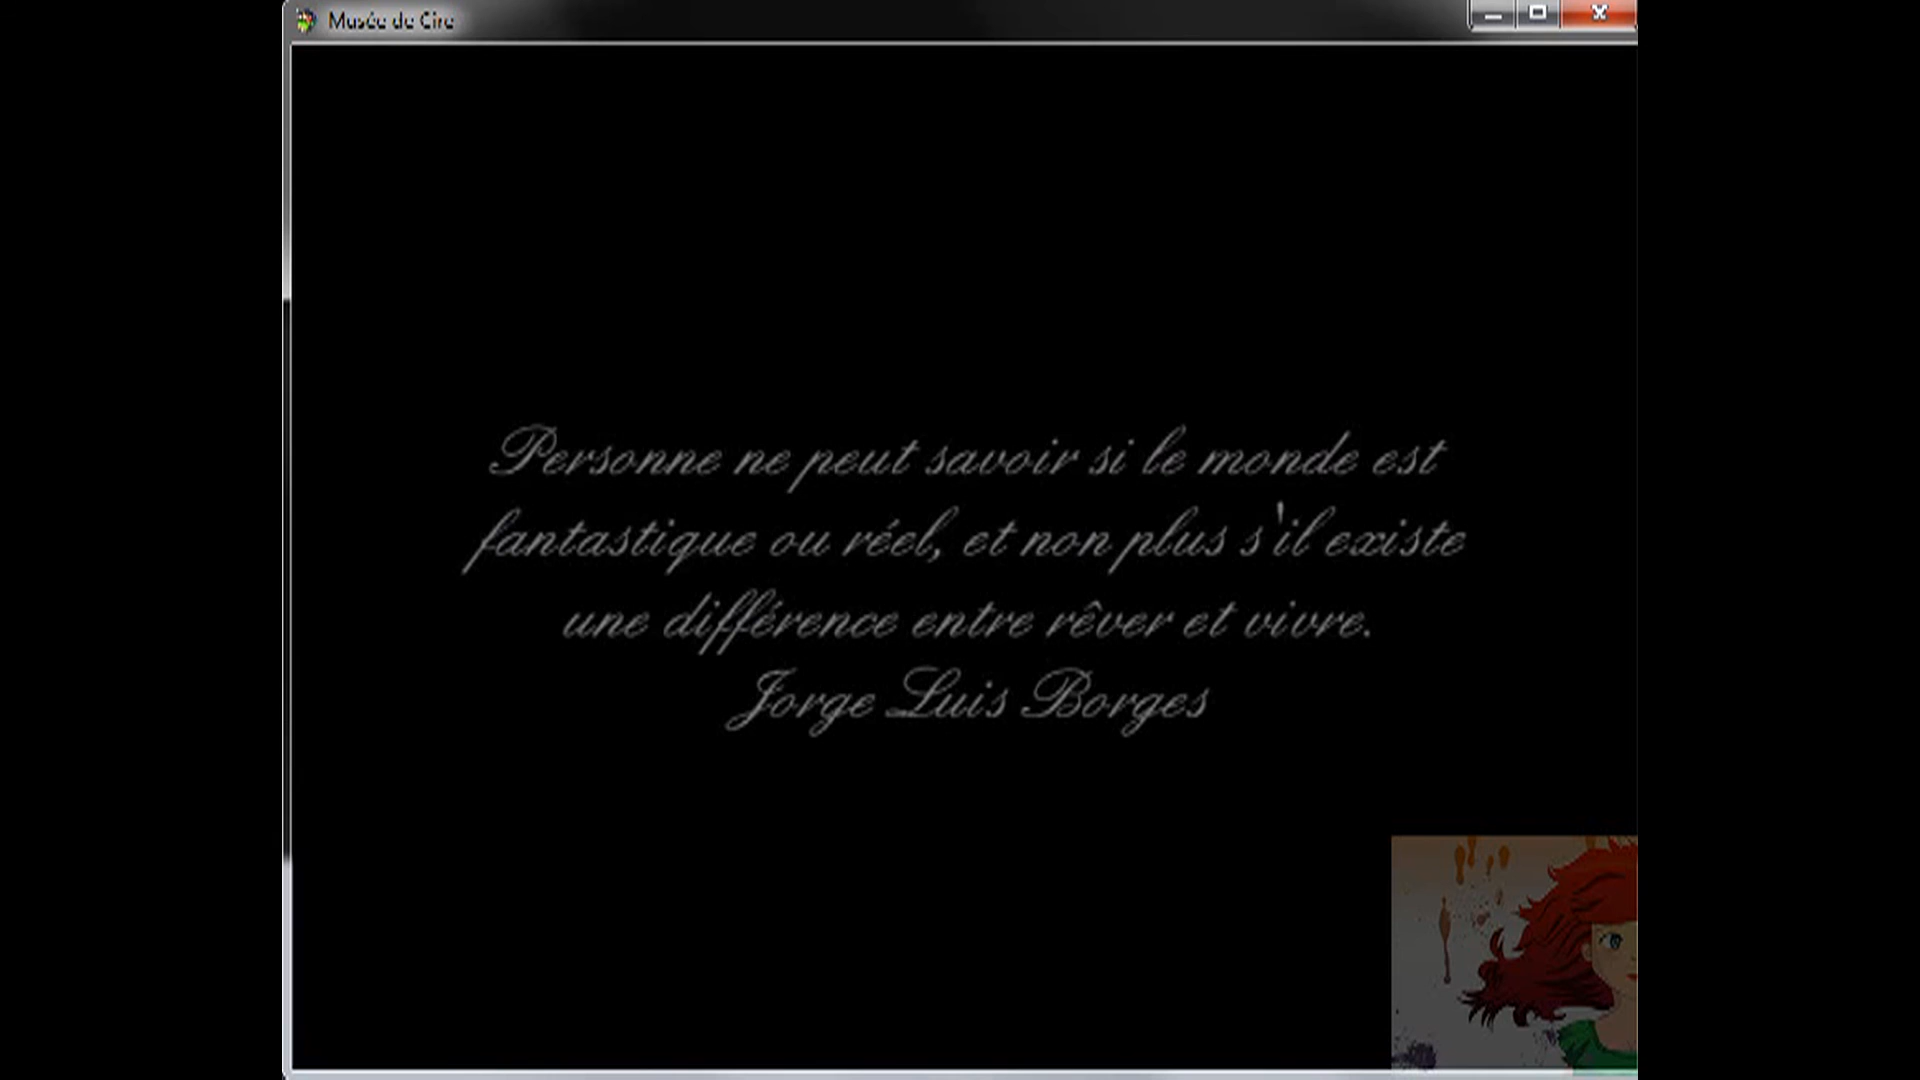 Musée de Cire
Personne ne peut savoir si le monde est
fantastique ou réel, et non plus s'il existe
une différence entre rêver et vivre.
Jorge Luis Borges